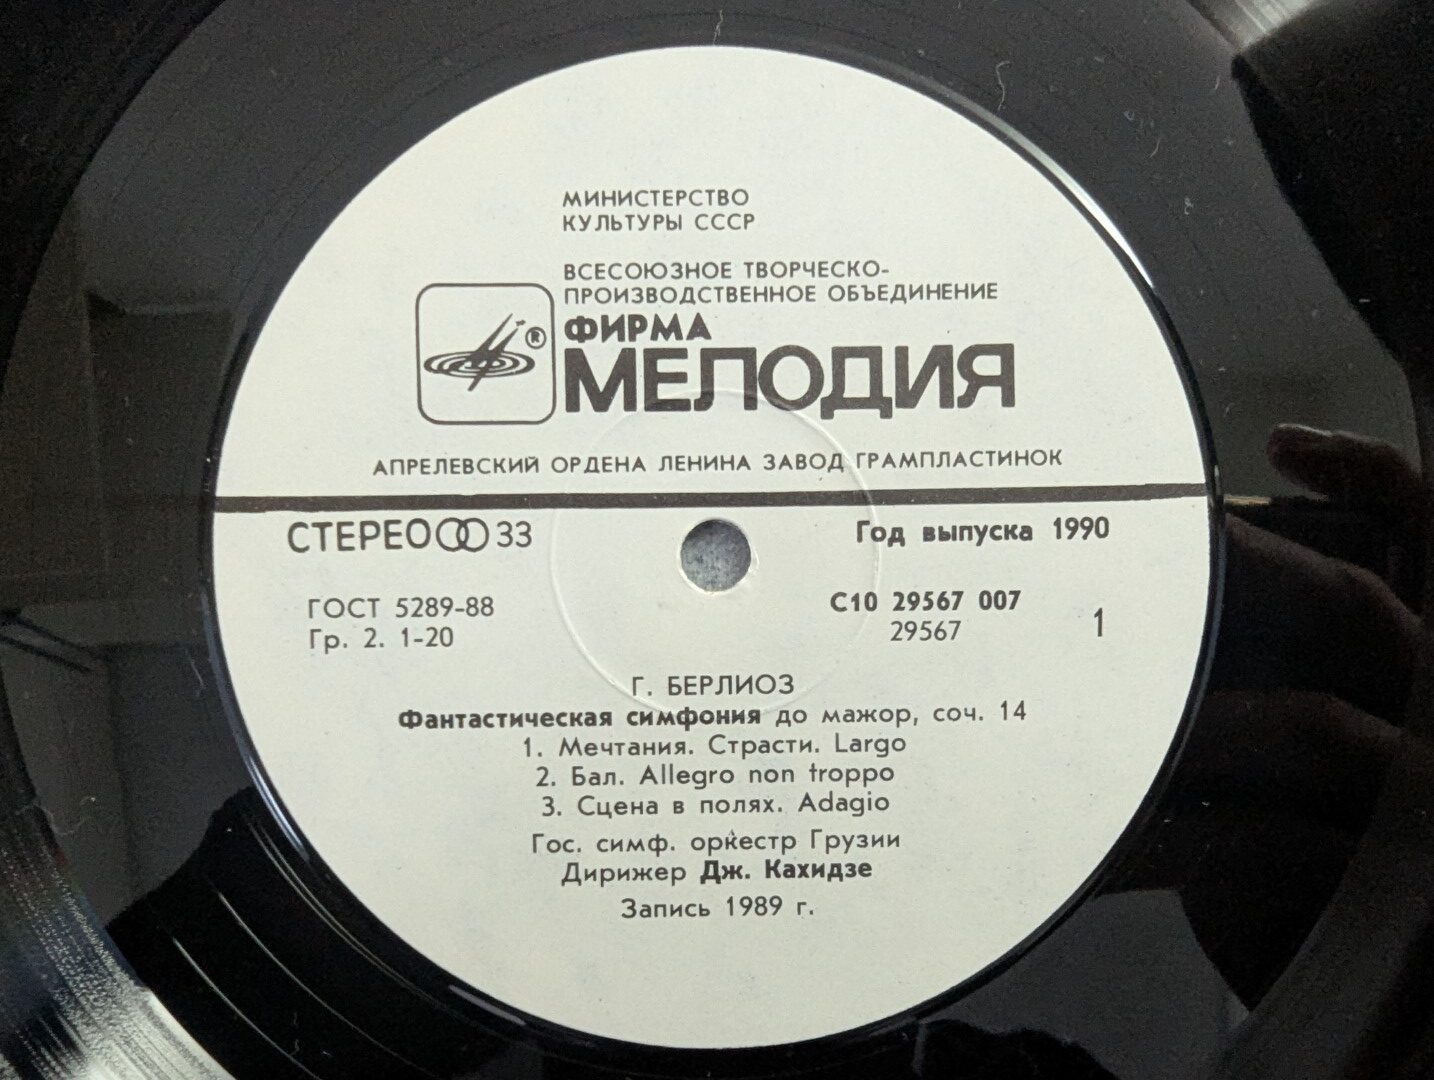 МИНИСТЕРСТВО
КУЛЬТУРЫ СССР
ВСЕСОЮЗНОЕ ТВОРЧЕСКО-
ПРОИЗВОДСТВЕННОЕ ОБЪЕДИНЕНИЕ
®
ФИРМА
МЕЛОДИЯ
АПРЕЛЕВСКИЙ ОРДЕНА ЛЕНИНА ЗАВОД ГРАМПЛАСТИНОК
СТЕРЕО 33
Год выпуска 1990
ГОСТ 5289-88
Гр. 2. 1-20
С10 29567 007
29567
1
Г. БЕРЛИОЗ
Фантастическая симфония до мажор, соч. 14
1. Мечтания. Страсти. Largo
2. Бал. Allegro non troppo
3. Сцена в полях. Adagio
Гос. симф. оркестр Грузии
Дирижер Дж. Кахидзе
Запись 1989 г.